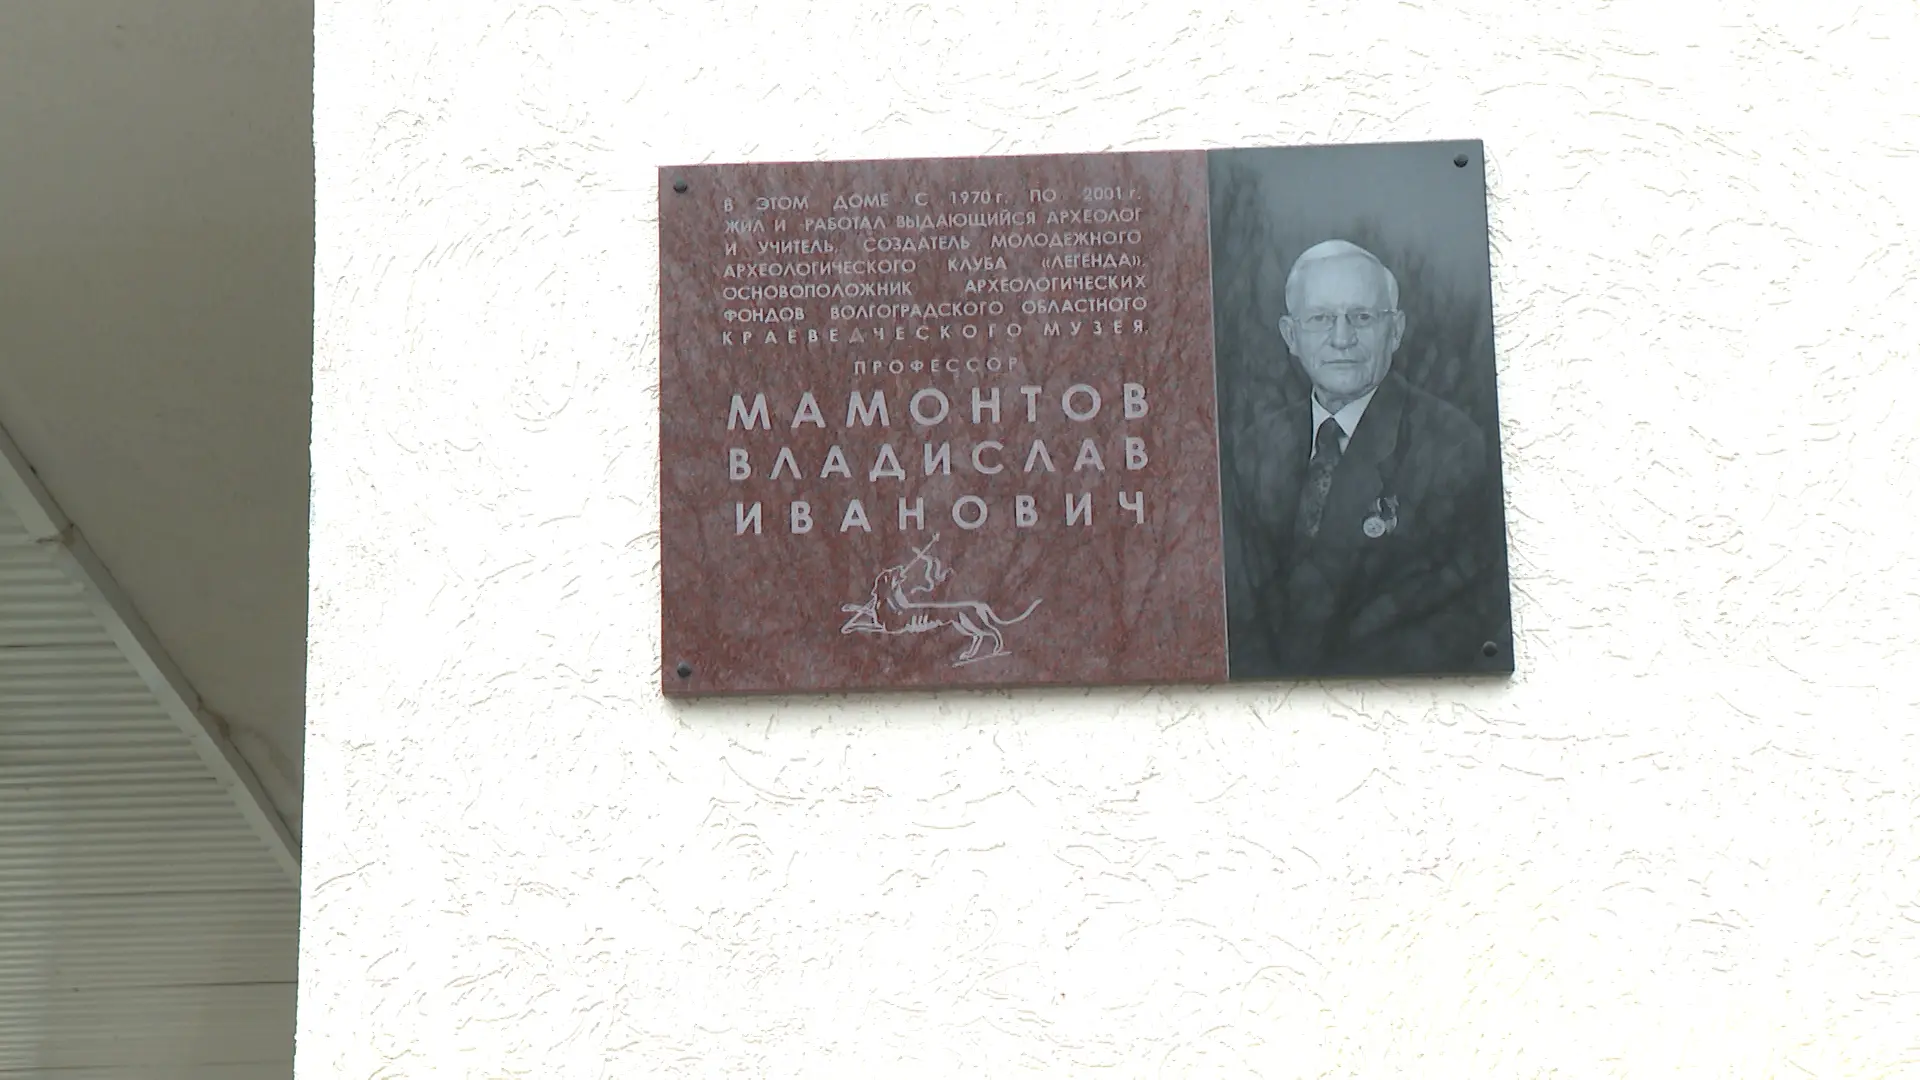 В ЭТОМ ДОМЕ С 1970 г. ПО 2001 г.
ЖИЛ И РАБОТАЛ ВЫДАЮЩИЙСЯ АРХЕОЛОГ
И УЧИТЕЛЬ, СОЗДАТЕЛЬ МОЛОДЕЖНОГО
АРХЕОЛОГИЧЕСКОГО КЛУБА «ЛЕГЕНДА»,
ОСНОВОПОЛОЖНИК АРХЕОЛОГИЧЕСКИХ
ФОНДОВ ВОЛГОГРАДСКОГО ОБЛАСТНОГО
КРАЕВЕДЧЕСКОГО МУЗЕЯ,
ПРОФЕССОР
МАМОНТОВ
ВЛАДИСЛАВ
ИВАНОВИЧ